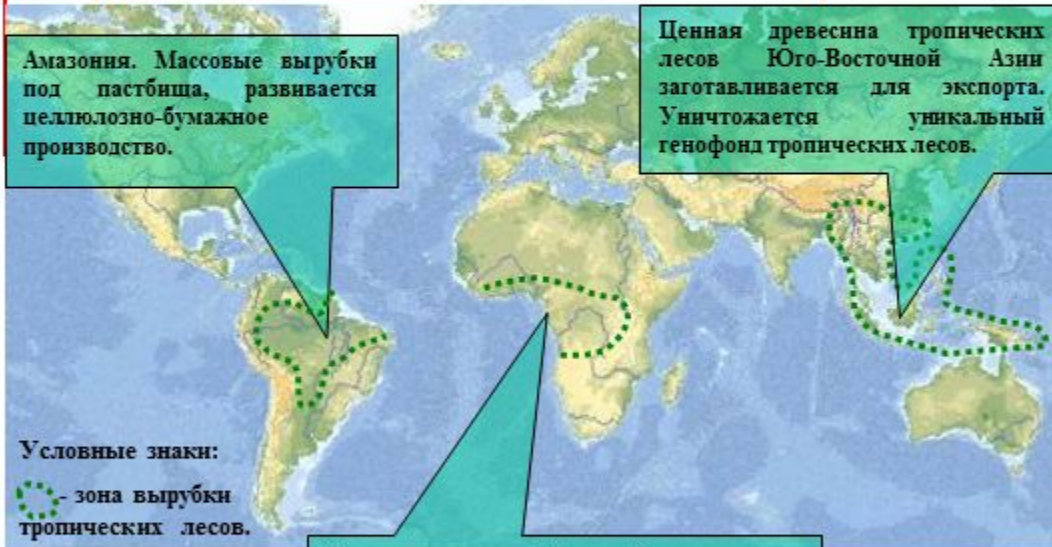 Амазония. Массовые вырубки
под пастбища, развивается
целлюлозно-бумажное
производство.
Ценная древесина тропических
лесов Юго-Восточной Азии
заготавливается для экспорта.
Уничтожается уникальный
генофонд тропических лесов.
Условные знаки:
- зона вырубки
тропических лесов.